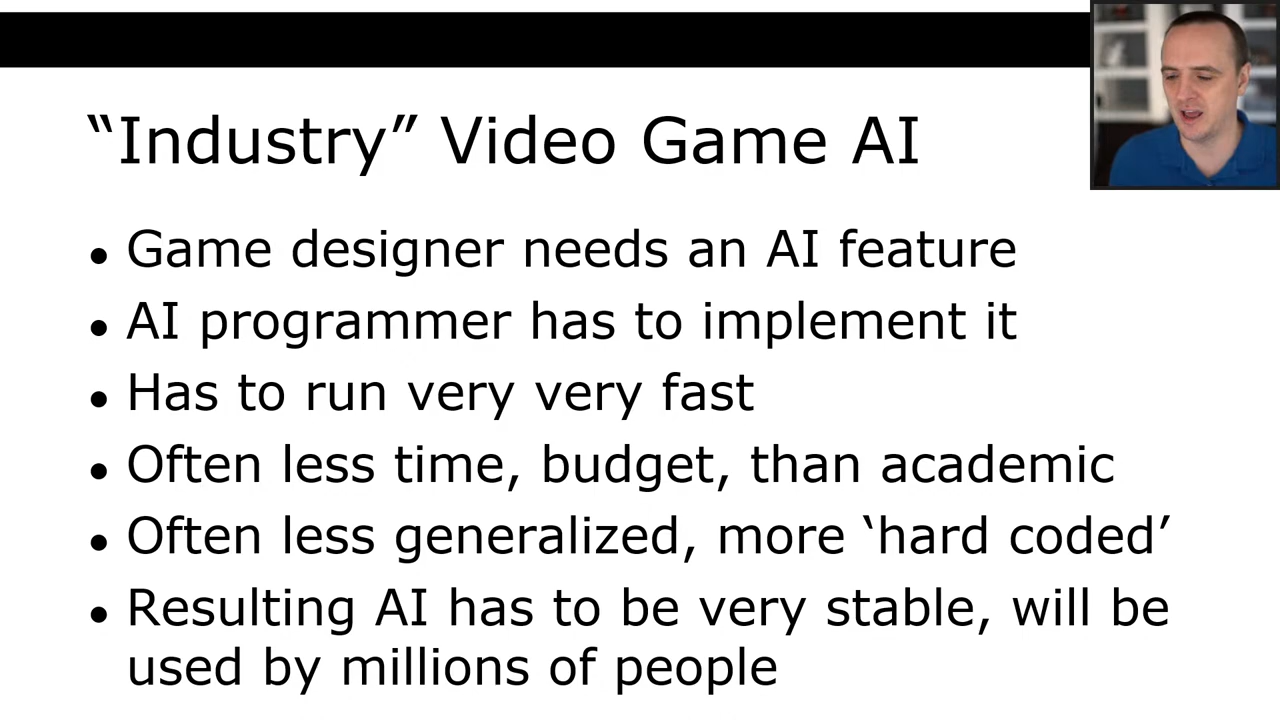 “Industry” Video Game AI
● Game designer needs an AI feature
● AI programmer has to implement it
● Has to run very very fast
● Often less time, budget, than academic
● Often less generalized, more ‘hard coded’
● Resulting AI has to be very stable, will be
used by millions of people